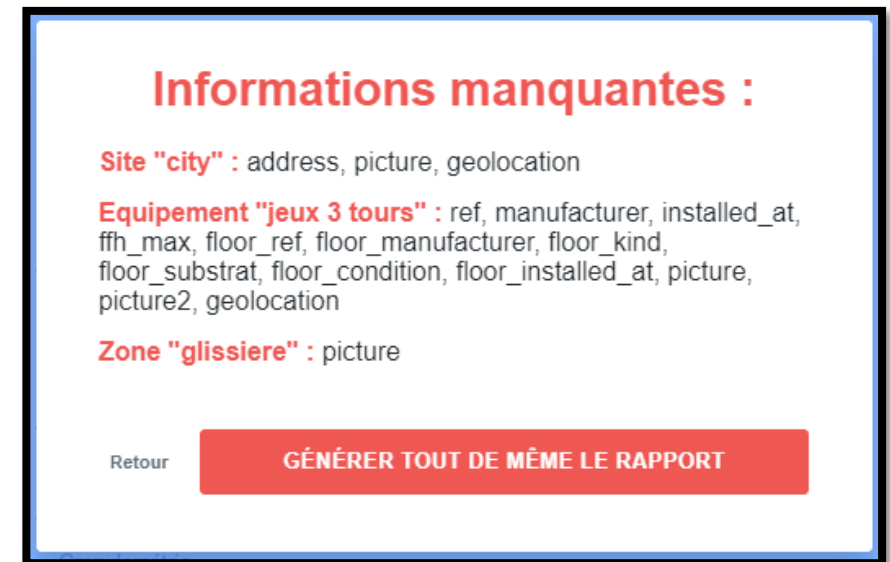 Informations manquantes :
Site "city" : address, picture, geolocation
Equipement "jeux 3 tours" : ref, manufacturer, installed_at,
ffh_max, floor_ref, floor_manufacturer, floor_kind,
floor_substrat, floor_condition, floor_installed_at, picture,
picture2, geolocation
Zone "glissiere" : picture
Retour
GÉNÉRER TOUT DE MÊME LE RAPPORT